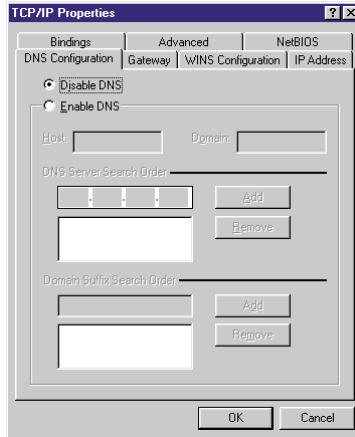 TCP/IP Properties
Bindings Advanced NetBIOS
DNS Configuration Gateway WINS Configuration IP Address
Disable DNS
Enable DNS
Host: Domain:
DNS Server Search Order
Add
Remove
Domain Suffix Search Order
Add
Remove
OK Cancel